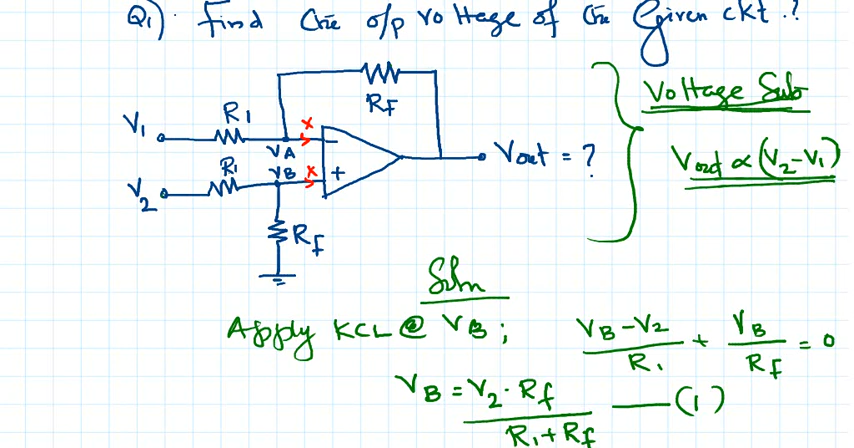 Q1). Find the o/p voltage of the given ckt.?
RF
R1
V1
VA
Vout = ?
R1
VB
V2
Rf
Voltage Sub
Vout ∝ (V2-V1)
Soln
Apply KCL @ VB ; VB-V2/R1 + VB/Rf = 0
VB = V2.Rf/R1+Rf —(1)